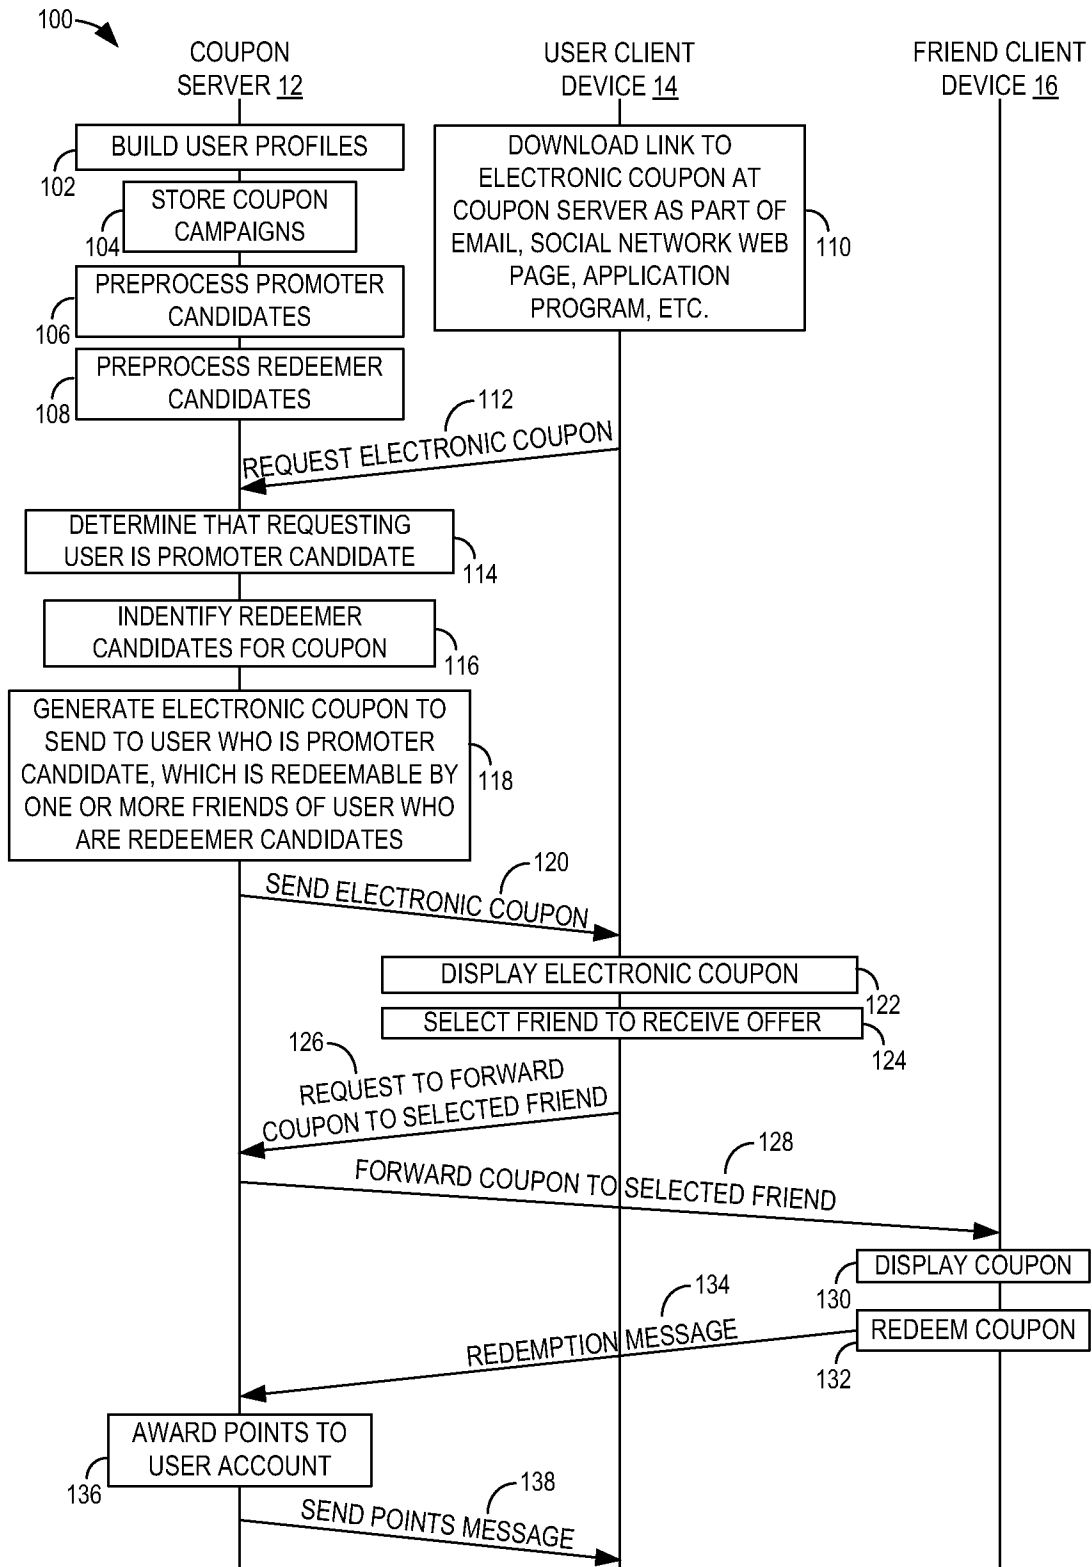 100
COUPON
SERVER 12
USER CLIENT
DEVICE 14
FRIEND CLIENT
DEVICE 16
BUILD USER PROFILES
102
STORE COUPON
CAMPAIGNS
104
PREPROCESS PROMOTER
CANDIDATES
106
PREPROCESS REDEEMER
CANDIDATES
108
DOWNLOAD LINK TO
ELECTRONIC COUPON AT
COUPON SERVER AS PART OF
EMAIL, SOCIAL NETWORK WEB
PAGE, APPLICATION
PROGRAM, ETC.
110
112
REQUEST ELECTRONIC COUPON
DETERMINE THAT REQUESTING
USER IS PROMOTER CANDIDATE
114
INDENTIFY REDEEMER
CANDIDATES FOR COUPON
116
GENERATE ELECTRONIC COUPON TO
SEND TO USER WHO IS PROMOTER
CANDIDATE, WHICH IS REDEEMABLE BY
ONE OR MORE FRIENDS OF USER WHO
ARE REDEEMER CANDIDATES
118
120
SEND ELECTRONIC COUPON
DISPLAY ELECTRONIC COUPON
122
SELECT FRIEND TO RECEIVE OFFER
124
126
REQUEST TO FORWARD
COUPON TO SELECTED FRIEND
128
FORWARD COUPON TO SELECTED FRIEND
DISPLAY COUPON
130
REDEEM COUPON
132
134
REDEMPTION MESSAGE
AWARD POINTS TO
USER ACCOUNT
136
138
SEND POINTS MESSAGE